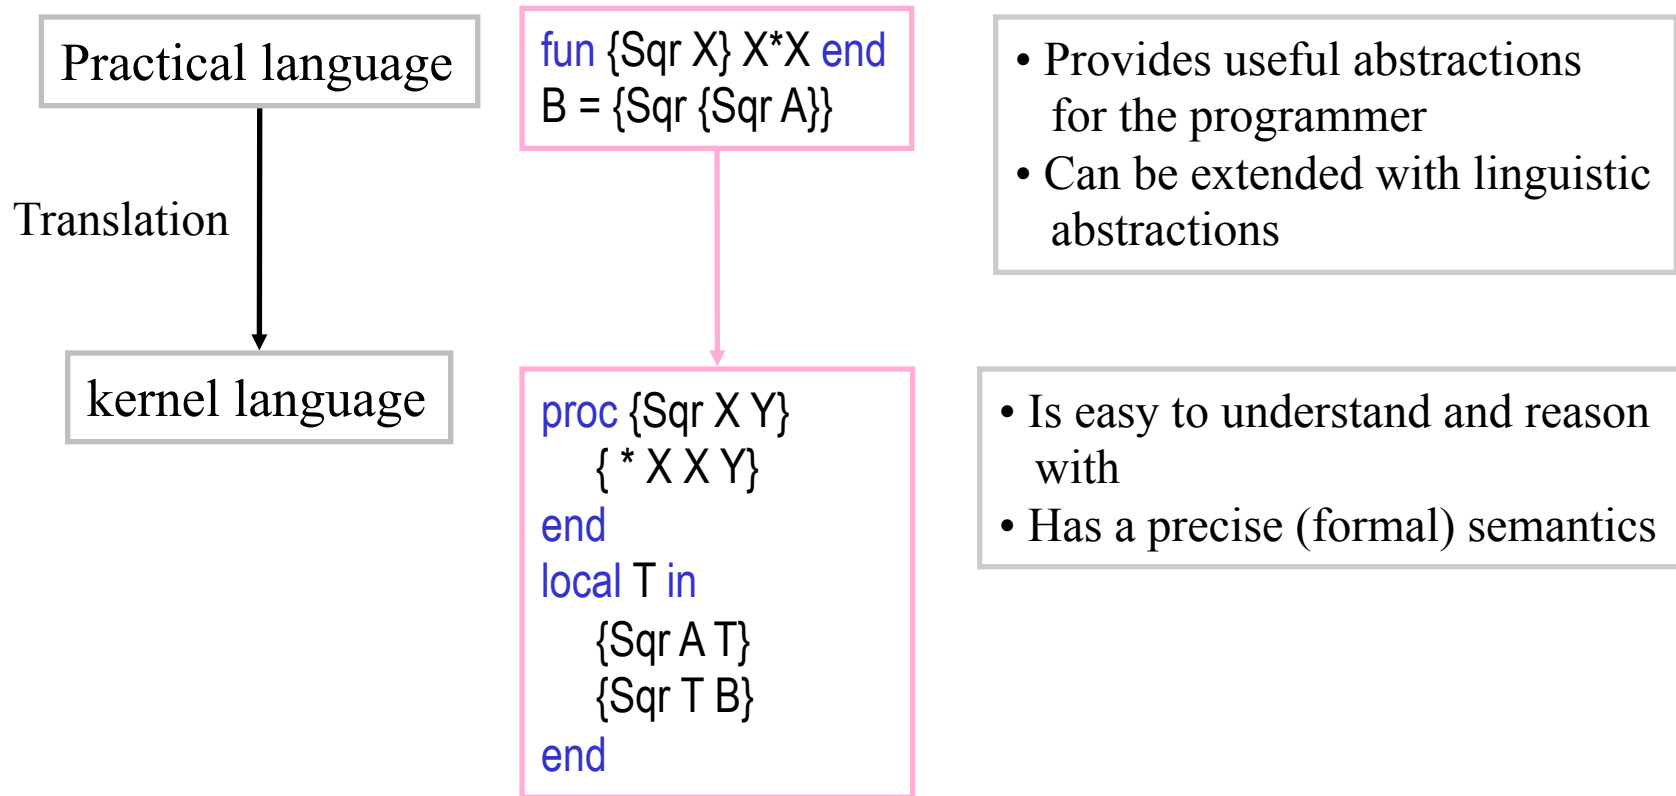 Practical language
Translation
kernel language
fun {Sqr X} X*X end
B = {Sqr {Sqr A}}
proc {Sqr X Y}
{ * X X Y}
end
local T in
{Sqr A T}
{Sqr T B}
end
• Provides useful abstractions
for the programmer
• Can be extended with linguistic
abstractions
• Is easy to understand and reason
with
• Has a precise (formal) semantics